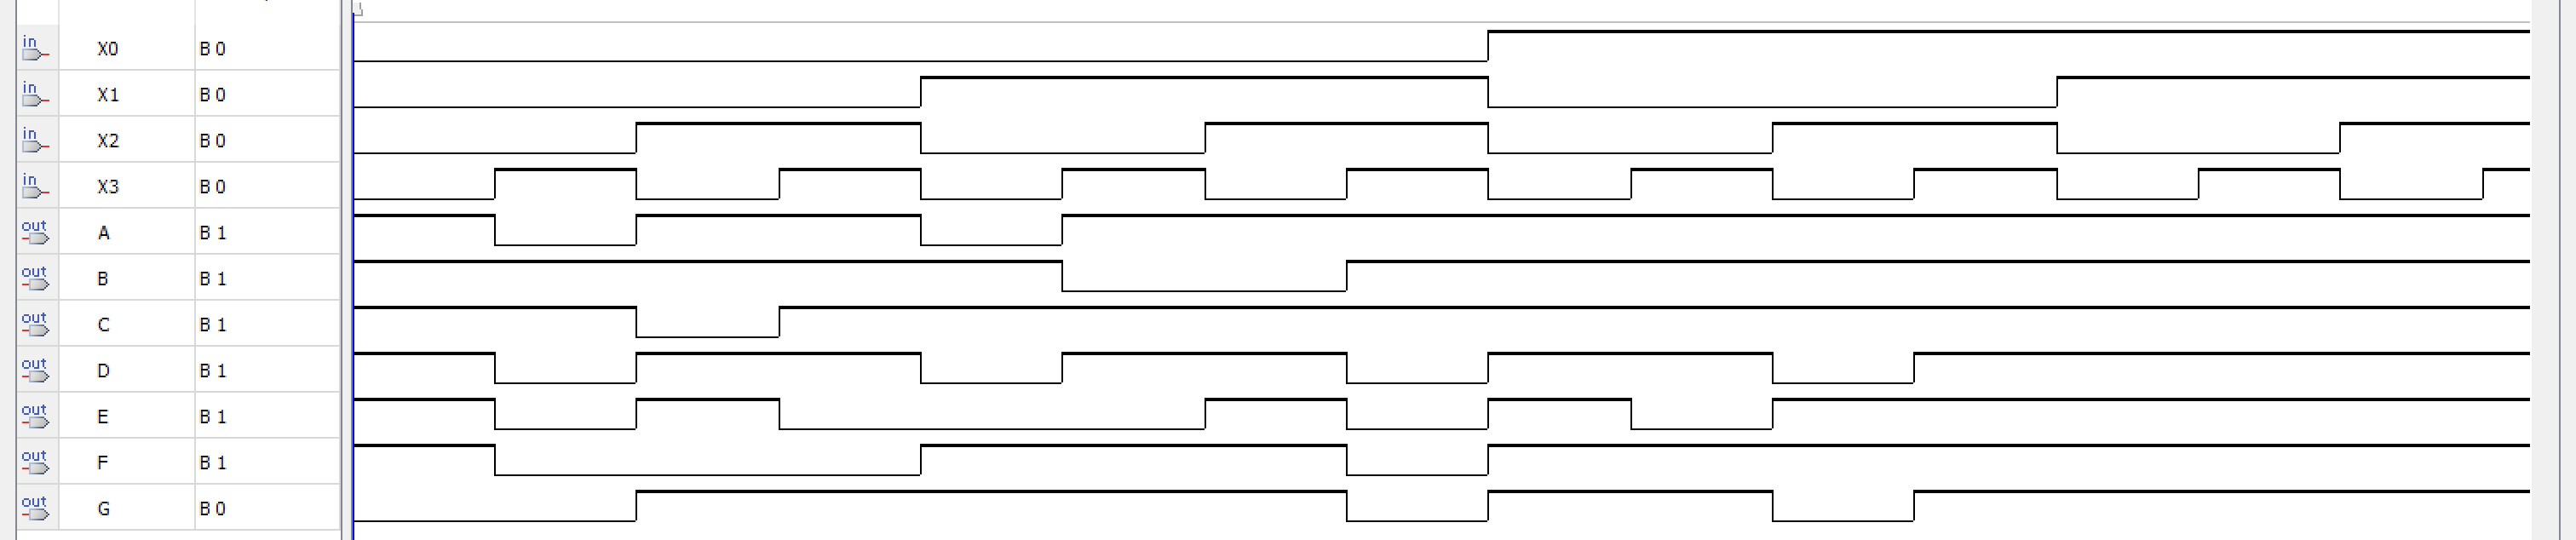 in X0 B 0
in X1 B 0
in X2 B 0
in X3 B 0
out A B 1
out B B 1
out C B 1
out D B 1
out E B 1
out F B 1
out G B 0